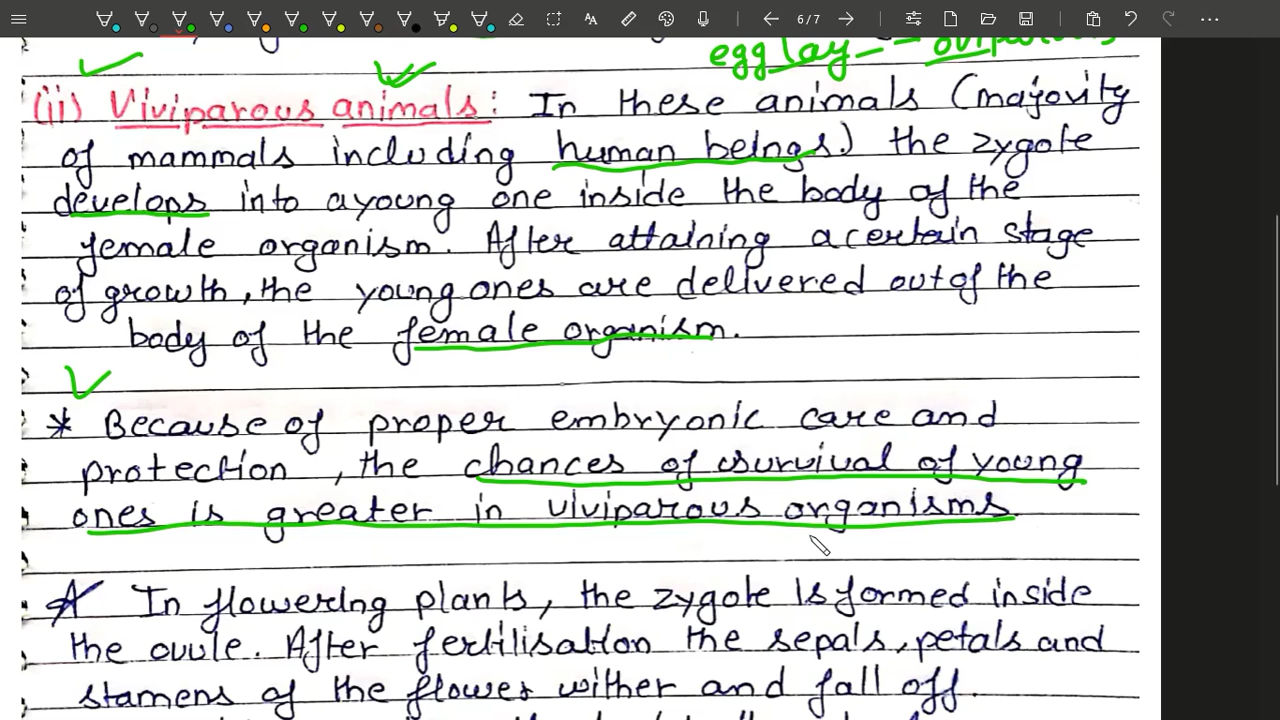 6/7
egg lay - - oviparous
(ii) Viviparous animals: In these animals (majority
of mammals including human beings) the zygote
develops into a young one inside the body of the
female organism. After attaining a certain stage
of growth, the young ones are delivered out of the
body of the female organism.
* Because of proper embryonic care and
protection, the chances of survival of young
ones is greater in viviparous organisms.
* In flowering plants, the zygote is formed inside
the ovule. After fertilisation the sepals, petals and
stamens of the flower wither and fall off.